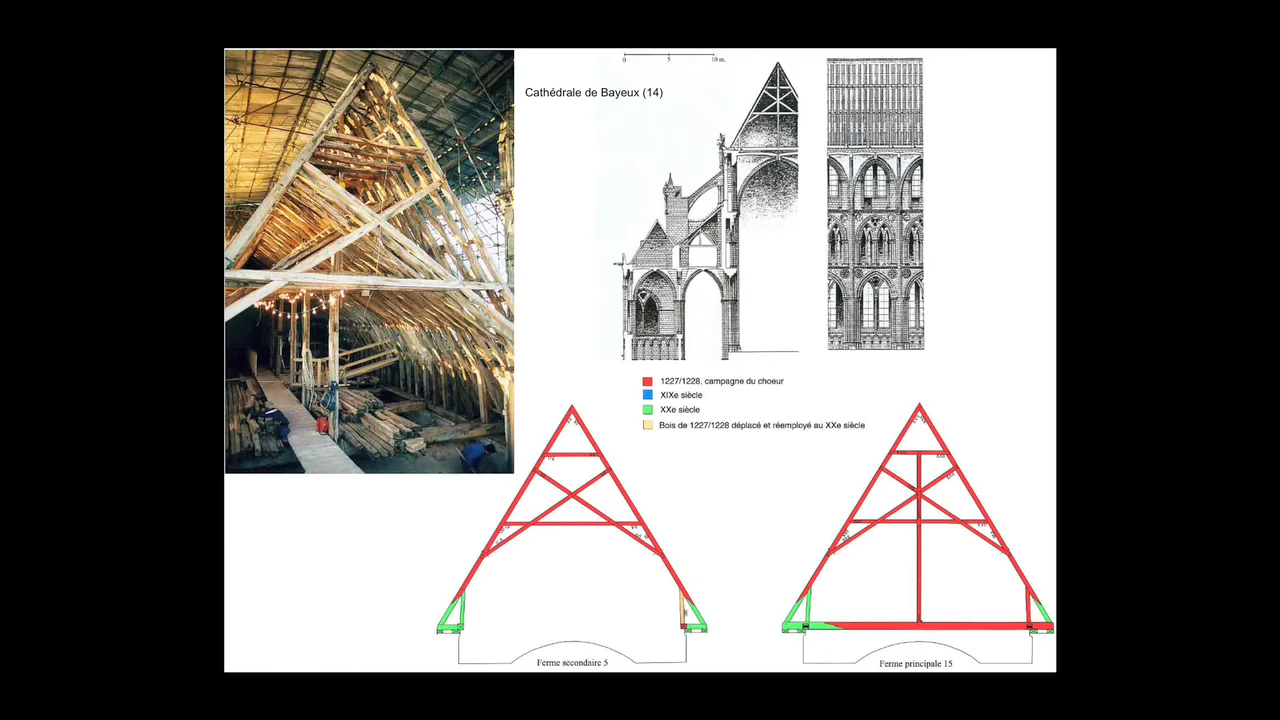 0 5 10 m.
Cathédrale de Bayeux (14)
1227/1228, campagne du choeur
XIXe siècle
XXe siècle
Bois de 1227/1228 déplacé et réemployé au XXe siècle
Ferme secondaire 5
Ferme principale 15